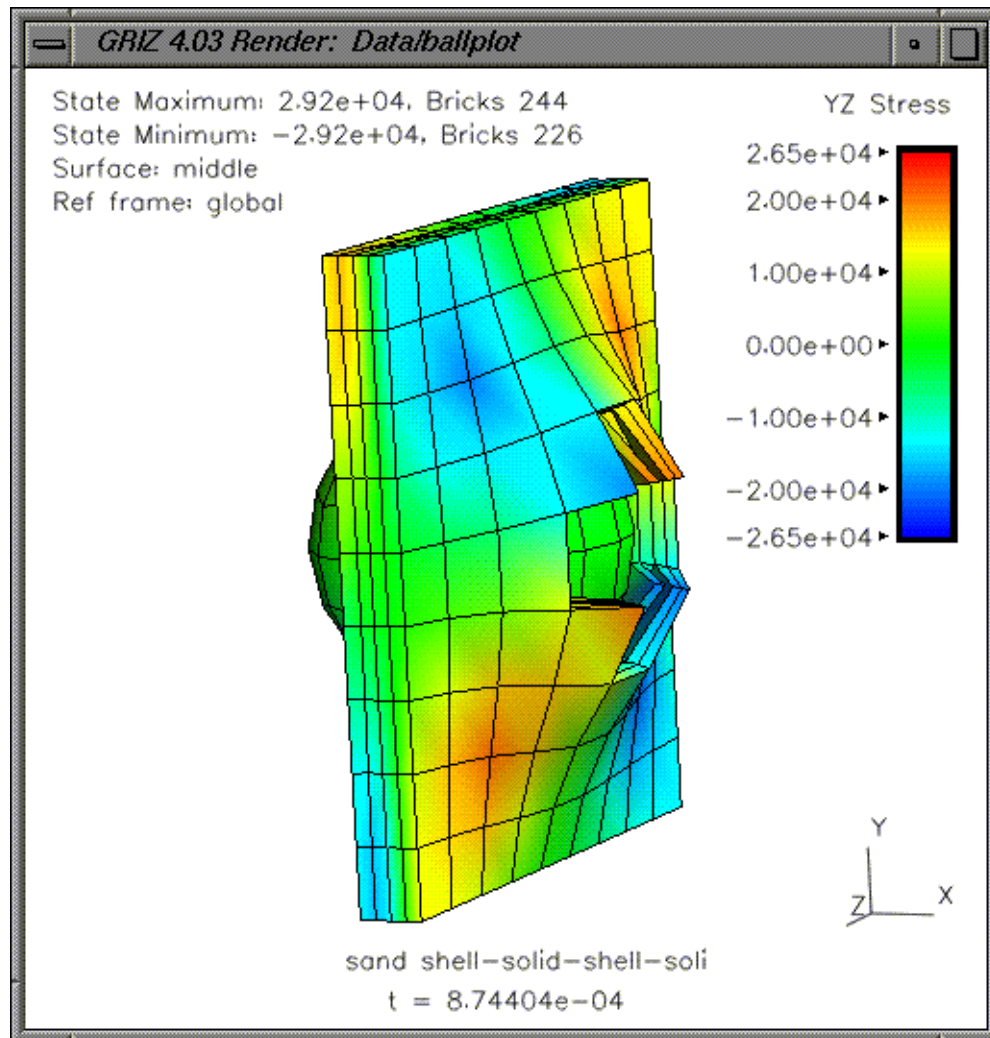 GRIZ 4.03 Render: Data/ballplot
State Maximum: 2.92e+04, Bricks 244
State Minimum: −2.92e+04, Bricks 226
Surface: middle
Ref frame: global
YZ Stress
2.65e+04
2.00e+04
1.00e+04
0.00e+00
−1.00e+04
−2.00e+04
−2.65e+04
Y
Z
X
sand shell−solid−shell−soli
t = 8.74404e−04